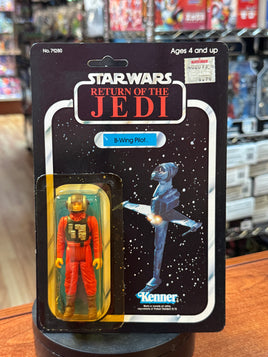 No. 71280
Ages 4 and up
STAR WARS
RETURN OF THE
JEDI
B-Wing Pilot
Kenner